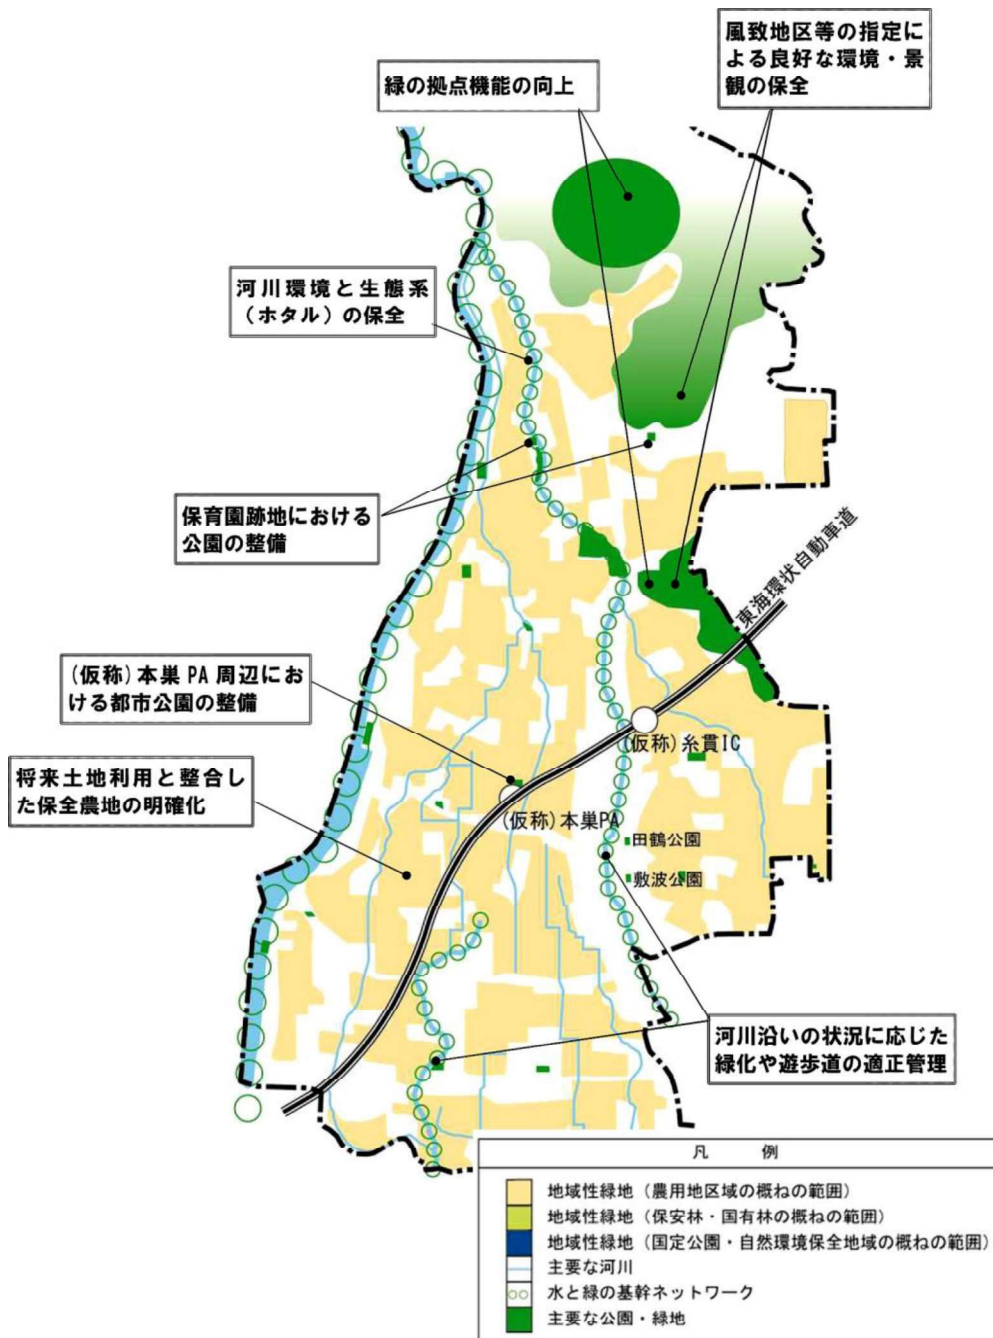 風致地区等の指定に
よる良好な環境・景
観の保全
緑の拠点機能の向上
河川環境と生態系
（ホタル）の保全
保育園跡地における
公園の整備
東海環状自動車道
(仮称)本巣 PA 周辺にお
ける都市公園の整備
(仮称)糸貫IC
将来土地利用と整合し
た保全農地の明確化
(仮称)本巣PA
田鶴公園
敷波公園
河川沿いの状況に応じた
緑化や遊歩道の適正管理
凡 例
地域性緑地（農用地区域の概ねの範囲）
地域性緑地（保安林・国有林の概ねの範囲）
地域性緑地（国定公園・自然環境保全地域の概ねの範囲）
主要な河川
水と緑の基幹ネットワーク
主要な公園・緑地